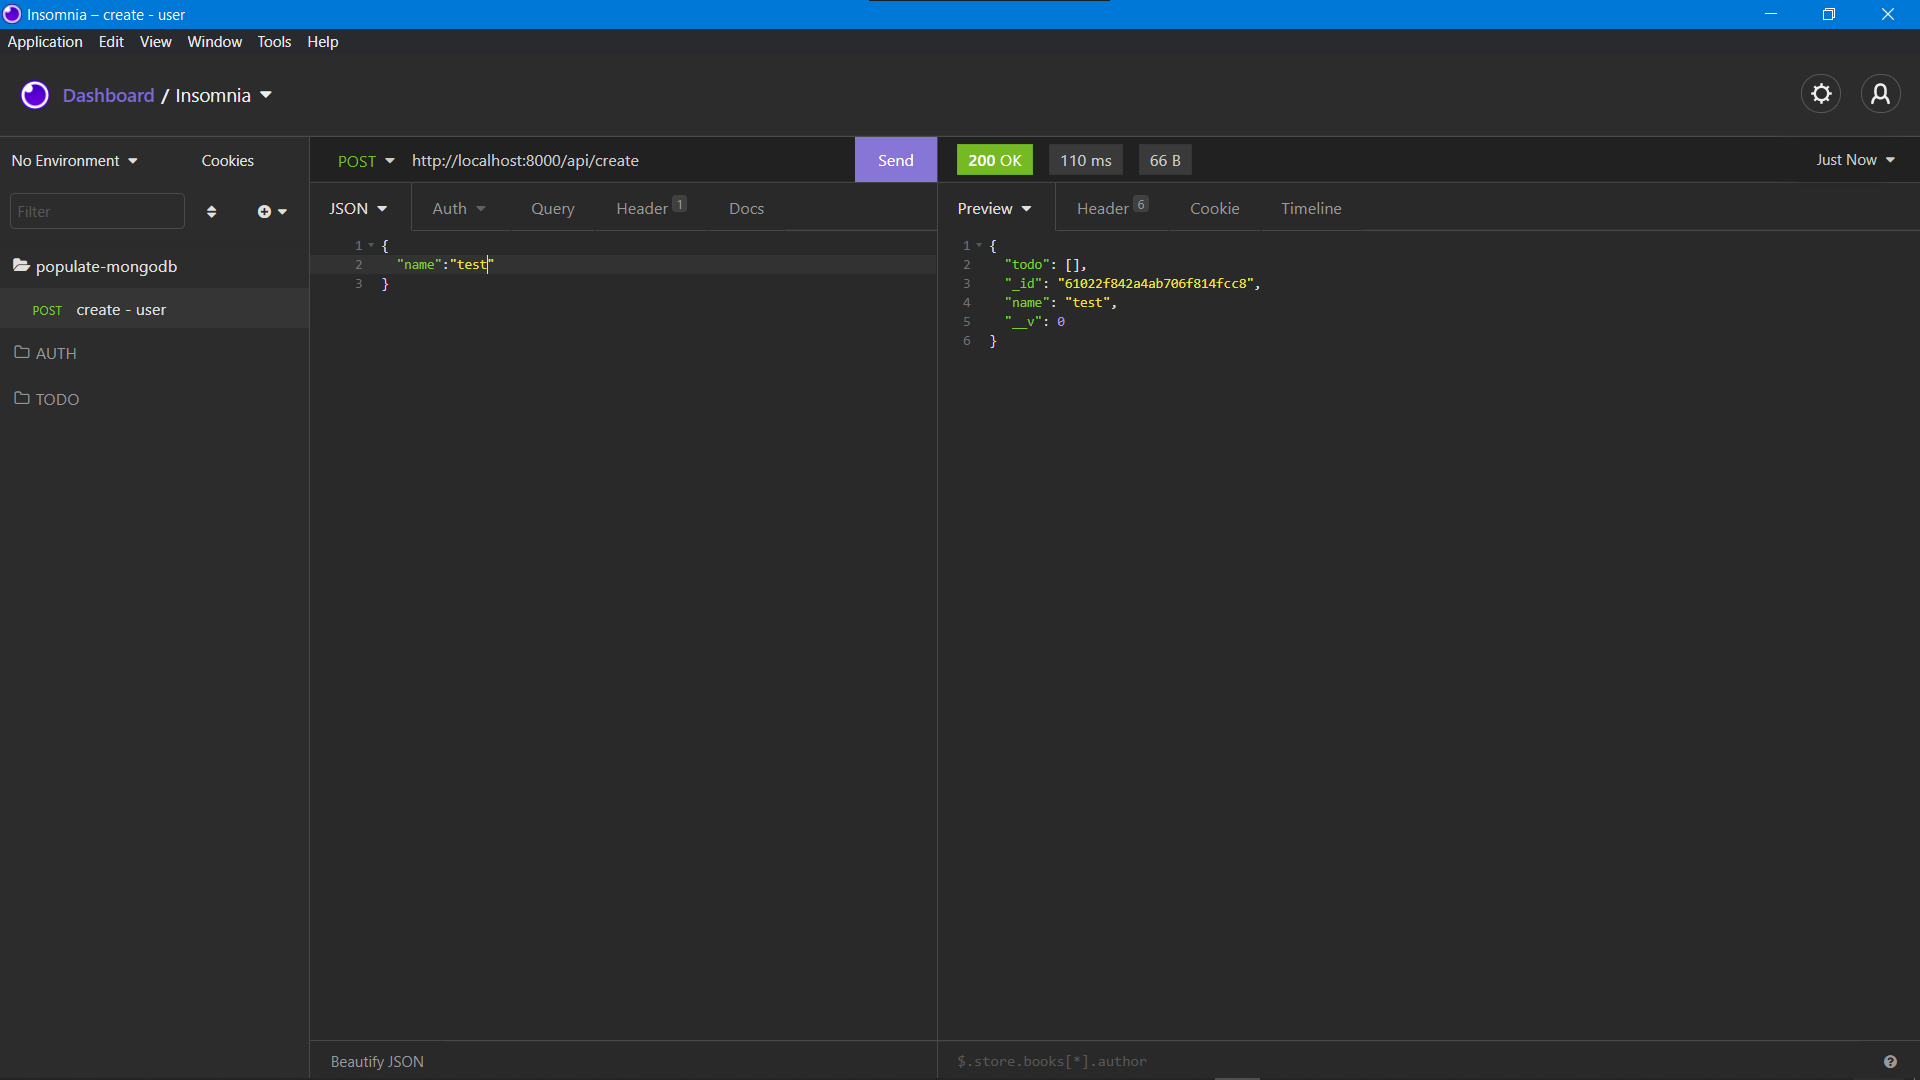 Insomnia – create - user
Application Edit View Window Tools Help
Dashboard / Insomnia
No Environment Cookies
Filter
populate-mongodb
POST create - user
AUTH
TODO
POST http://localhost:8000/api/create Send
JSON Auth Query Header 1 Docs
1 {
2 "name":"test"
3 }
Beautify JSON
200 OK 110 ms 66 B Just Now
Preview Header 6 Cookie Timeline
1 {
2 "todo": [],
3 "_id": "61022f842a4ab706f814fcc8",
4 "name": "test",
5 "__v": 0
6 }
$.store.books[*].author